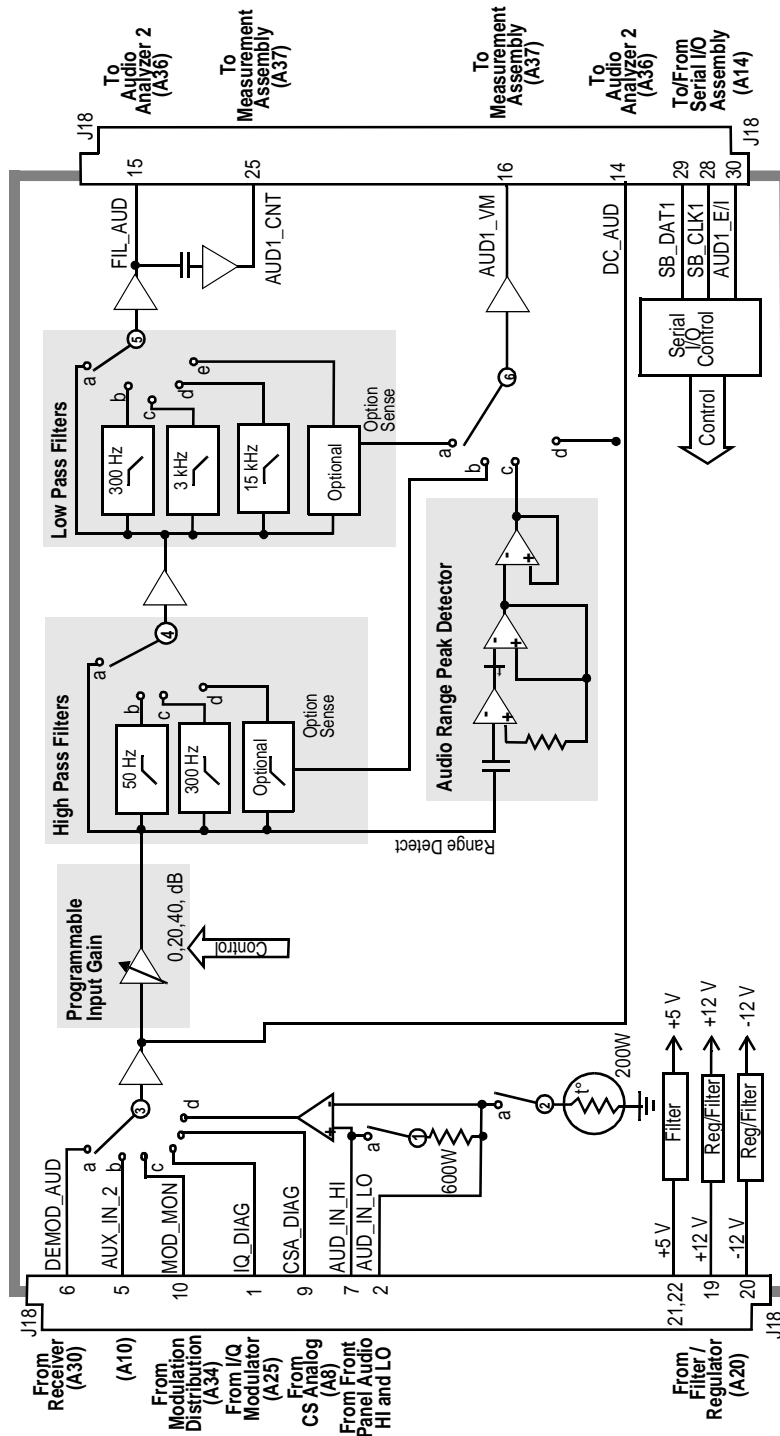 J18
From
Receiver
(A30)
6
DEMOD_AUD
(A10)
5
AUX_IN_2
From
Modulation
Distribution
(A34)
10
MOD_MON
From I/Q
Modulator
(A25)
1
IQ_DIAG
From
CS Analog
(A8)
9
CSA_DIAG
From Front
Panel Audio
HI and LO
7
AUD_IN_HI
2
AUD_IN_LO
From
Filter /
Regulator
(A20)
21,22
+5 V
Filter
+5 V
19
+12 V
Reg/Filter
+12 V
20
-12 V
Reg/Filter
-12 V
J18
a
b
c
d
3
+
-
a
1
600W
a
2
t°
200W
Programmable
Input Gain
0,20,40, dB
Control
High Pass Filters
50 Hz
300 Hz
Optional
a
b
c
d
4
Option
Sense
Range Detect
Low Pass Filters
300 Hz
3 kHz
15 kHz
Optional
a
b
c
d
e
5
Option
Sense
Audio Range Peak Detector
-
+
-
+
-
+
a
b
c
d
6
FIL_AUD
AUD1_CNT
AUD1_VM
DC_AUD
SB_DAT1
SB_CLK1
AUD1_E/I
Serial
I/O
Control
Control
J18
15
To
Audio
Analyzer 2
(A36)
25
To
Measurement
Assembly
(A37)
16
To
Measurement
Assembly
(A37)
14
To
Audio
Analyzer 2
(A36)
29
28
30
To/From
Serial I/O
Assembly
(A14)
J18